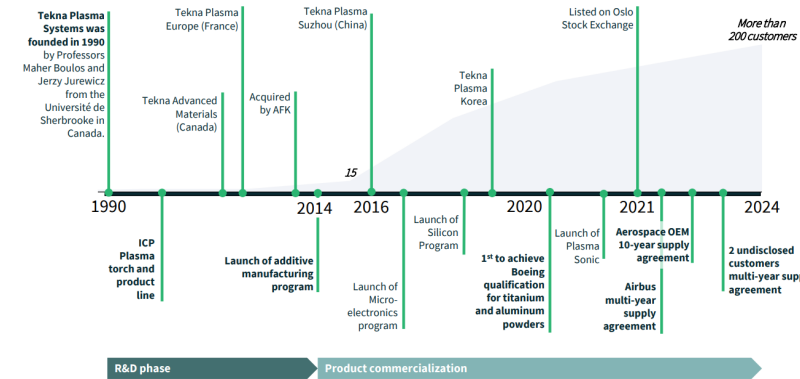 Tekna Plasma
Systems was
founded in 1990
by Professors
Maher Boulos and
Jerzy Jurewicz
from the
Université de
Sherbrooke in
Canada.
Tekna Plasma
Europe (France)
Tekna Advanced
Materials
(Canada)
Acquired
by AFK
Tekna Plasma
Suzhou (China)
15
Tekna
Plasma
Korea
Listed on Oslo
Stock Exchange
More than
200 customers
1990
2014
2016
2020
2021
2024
ICP
Plasma
torch and
product
line
Launch of additive
manufacturing
program
Launch of
Micro-
electronics
program
Launch of
Silicon
Program
1st to achieve
Boeing
qualification
for titanium
and aluminum
powders
Launch of
Plasma
Sonic
Aerospace OEM
10-year supply
agreement
Airbus
multi-year
supply
agreement
2 undisclosed
customers
multi-year supp
agreement
R&D phase
Product commercialization